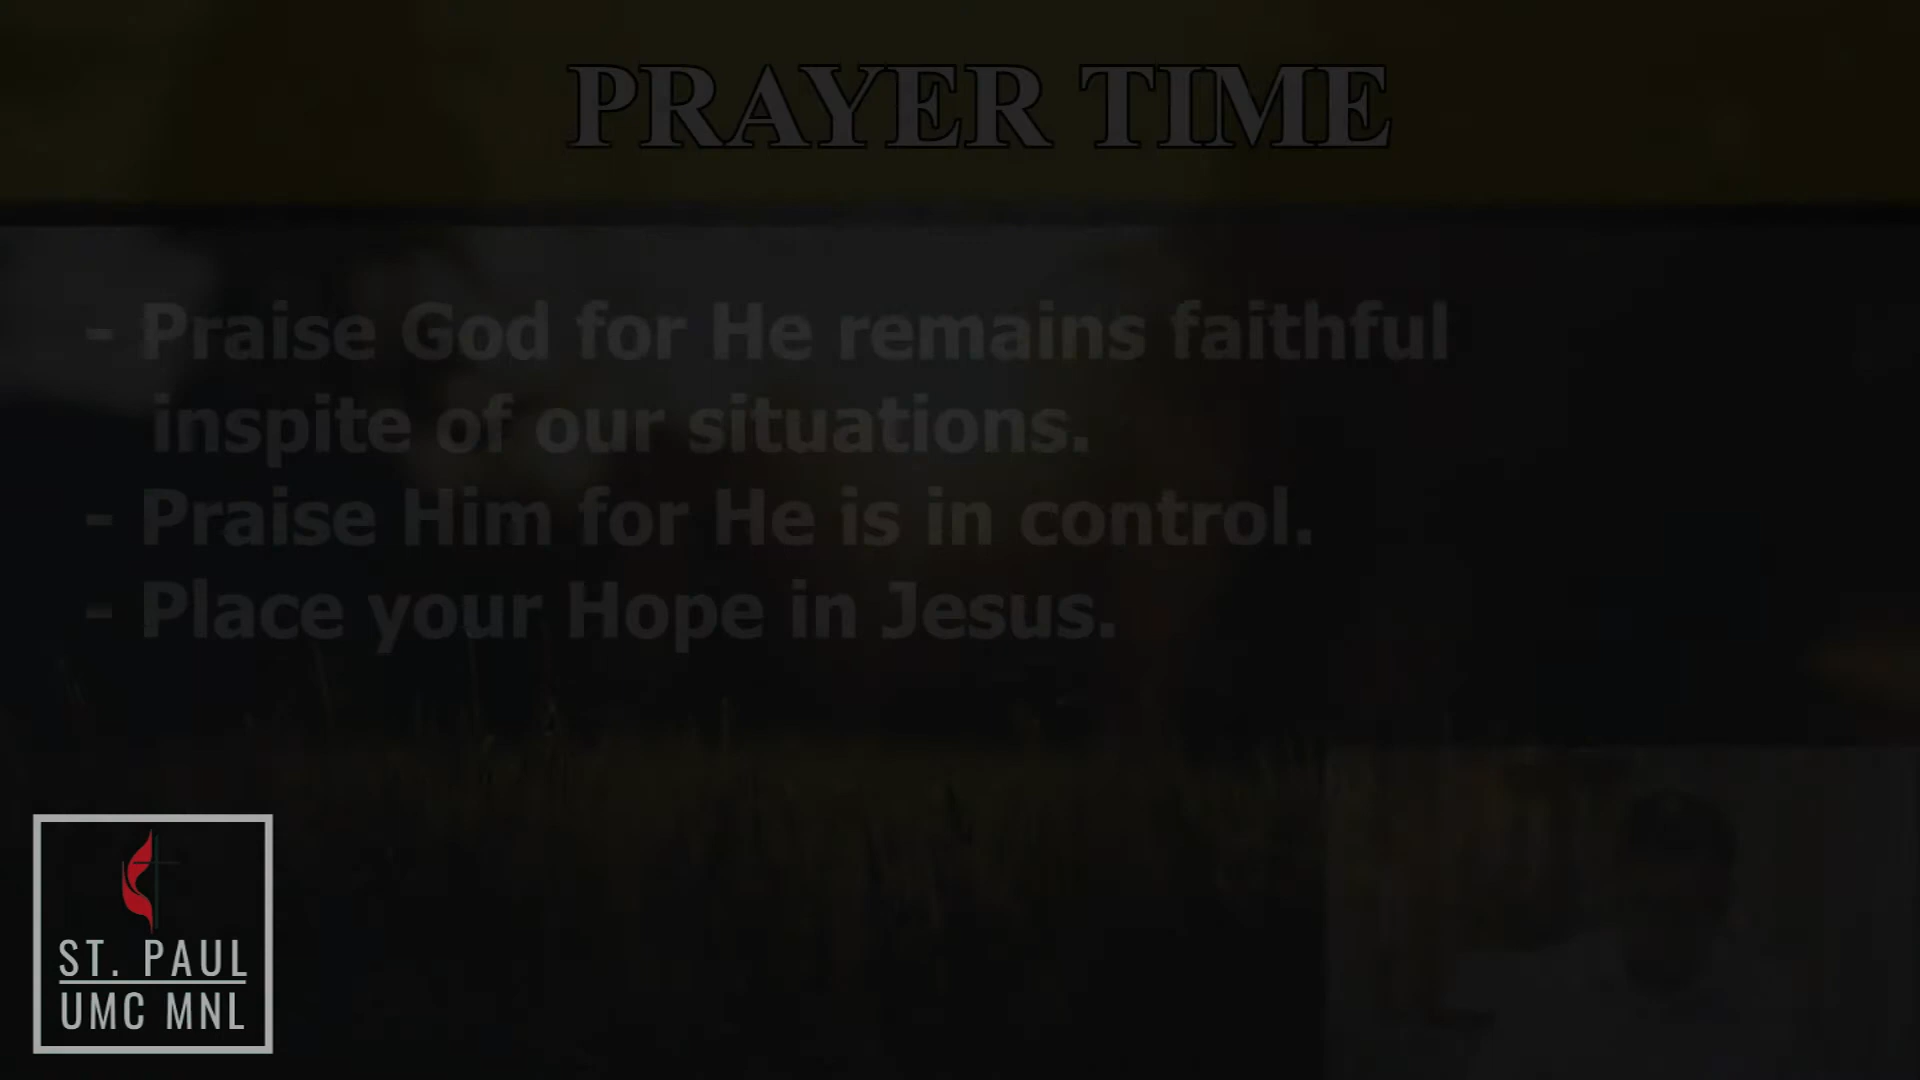 PRAYER TIME
- Praise God for He remains faithful
inspite of our situations.
- Praise Him for He is in control.
- Place your Hope in Jesus.
ST. PAUL
UMC MNL